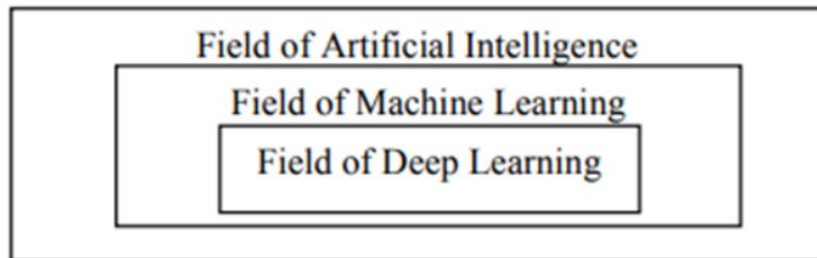 Field of Artificial Intelligence
Field of Machine Learning
Field of Deep Learning